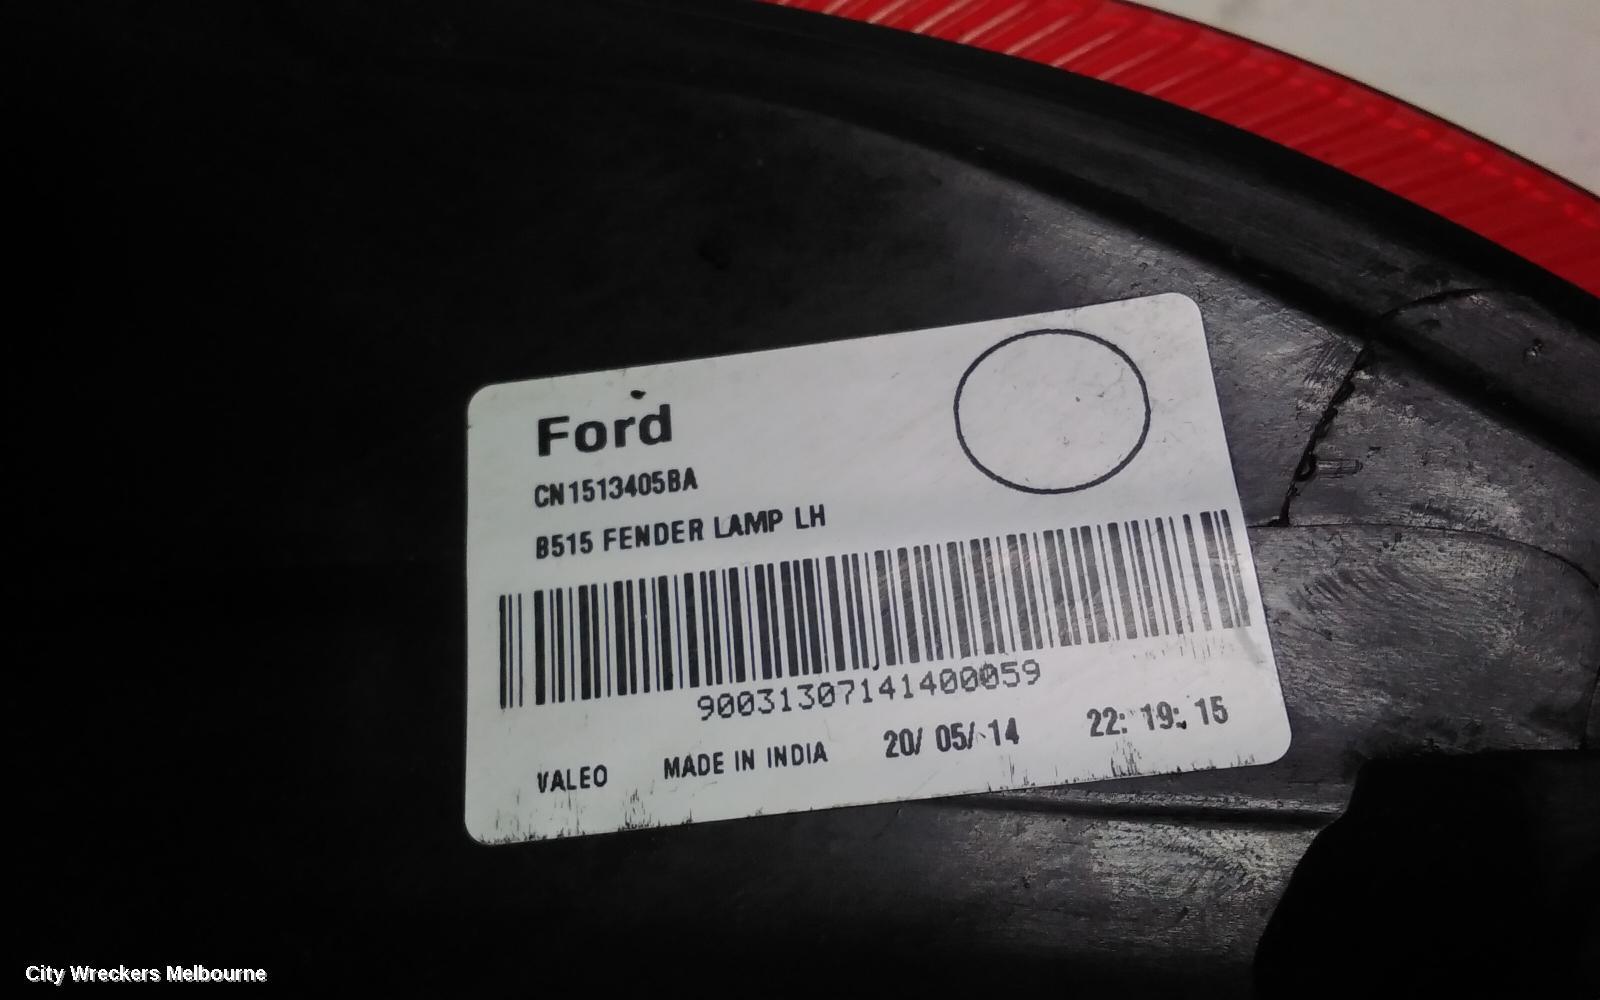 Ford
CN1513405BA
B515 FENDER LAMP LH
90031307141400059
VALEO MADE IN INDIA 20/ 05/ 14 22: 19: 15
City Wreckers Melbourne